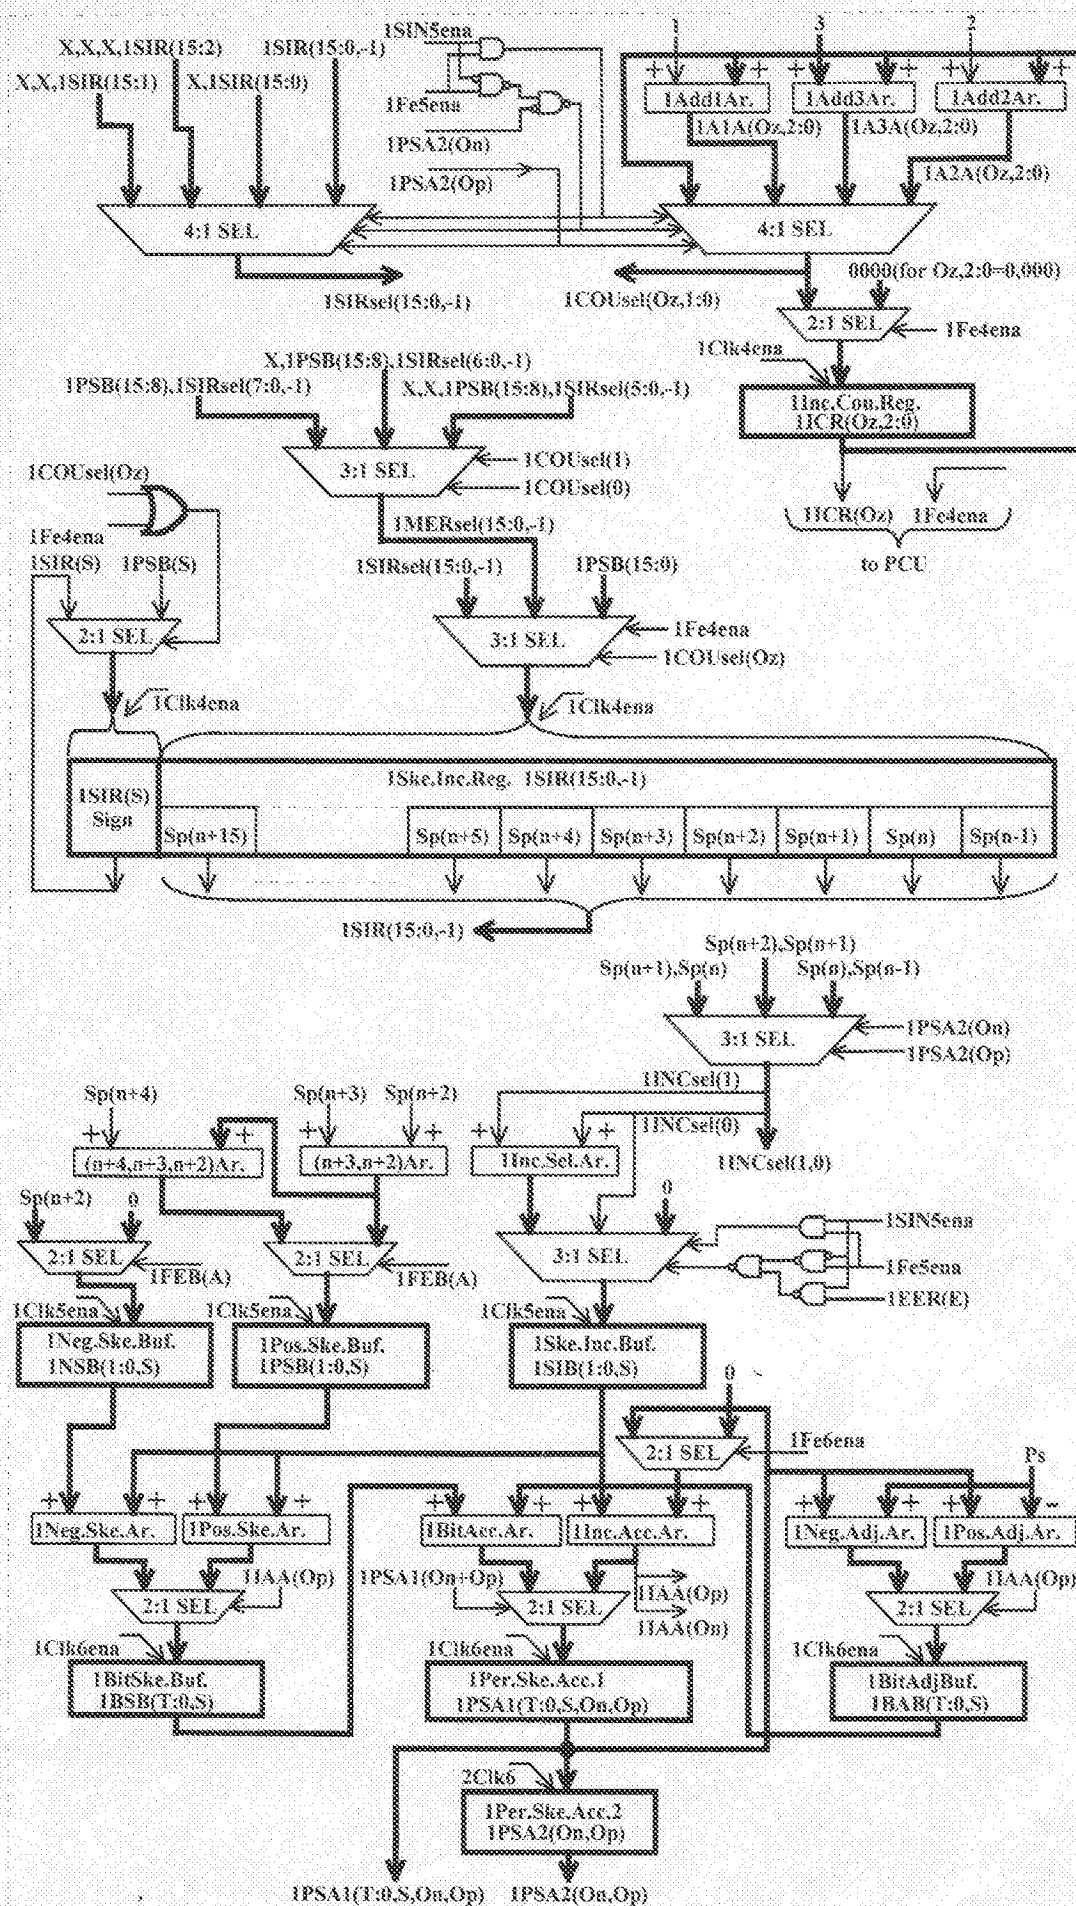 1SIN5ena
1
3
2
X,X,X,1SIR(15:2)
1SIR(15:0,-1)
X,X,1SIR(15:1)
X,1SIR(15:0)
+
+
+
+
+
+
1Fe5ena
1Add1Ar.
1Add3Ar.
1Add2Ar.
1A1A(Oz,2:0)
1A3A(Oz,2:0)
1PSA2(On)
1A2A(Oz,2:0)
1PSA2(Op)
4:1 SEL
4:1 SEL
0000(for Oz,2:0=0,000)
1SIRsel(15:0,-1)
1COUsel(Oz,1:0)
2:1 SEL
1Fe4ena
1Clk4ena
X,1PSB(15:8),1SIRsel(6:0,-1)
1PSB(15:8),1SIRsel(7:0,-1)
X,X,1PSB(15:8),1SIRsel(5:0,-1)
1Inc.Cou.Reg.
1ICR(Oz,2:0)
1COUsel(Oz)
3:1 SEL
1COUsel(1)
1COUsel(0)
1MERsel(15:0,-1)
1ICR(Oz)
1Fe4ena
1Fe4ena
1SIR(S)
1PSB(S)
1SIRsel(15:0,-1)
1PSB(15:0)
to PCU
2:1 SEL
3:1 SEL
1Fe4ena
1COUsel(Oz)
1Clk4ena
1Clk4ena
1SIR(S)
Sign
1Ske.Inc.Reg. 1SIR(15:0,-1)
Sp(n+15)
Sp(n+5)
Sp(n+4)
Sp(n+3)
Sp(n+2)
Sp(n+1)
Sp(n)
Sp(n-1)
1SIR(15:0,-1)
Sp(n+2),Sp(n+1)
Sp(n+1),Sp(n)
Sp(n),Sp(n-1)
3:1 SEL
1PSA2(On)
1PSA2(Op)
1INCsel(1)
Sp(n+4)
Sp(n+3)
Sp(n+2)
1INCsel(0)
+
+
+
+
+
+
(n+4,n+3,n+2)Ar.
(n+3,n+2)Ar.
1Inc.Sel.Ar.
1INCsel(1,0)
Sp(n+2)
0
0
1SIN5ena
2:1 SEL
2:1 SEL
3:1 SEL
1Fe5ena
1FEB(A)
1FEB(A)
1EER(E)
1Clk5ena
1Clk5ena
1Clk5ena
1Neg.Ske.Buf.
1NSB(1:0,S)
1Pos.Ske.Buf.
1PSB(1:0,S)
1Ske.Inc.Buf.
1SIB(1:0,S)
0
2:1 SEL
1Fe6ena
Ps
+
+
+
+
+
+
+
+
+
+
+
-
1Neg.Ske.Ar.
1Pos.Ske.Ar.
1BitAcc.Ar.
1Inc.Acc.Ar.
1Neg.Adj.Ar.
1Pos.Adj.Ar.
1IAA(Op)
1PSA1(On+Op)
1IAA(Op)
1IAA(Op)
2:1 SEL
2:1 SEL
2:1 SEL
1IAA(On)
1Clk6ena
1Clk6ena
1Clk6ena
1BitSke.Buf.
1BSB(T:0,S)
1Per.Ske.Acc.1
1PSA1(T:0,S,On,Op)
1BitAdjBuf.
1BAB(T:0,S)
2Clk6
1Per.Ske.Acc.2
1PSA2(On,Op)
1PSA1(T:0,S,On,Op)
1PSA2(On,Op)